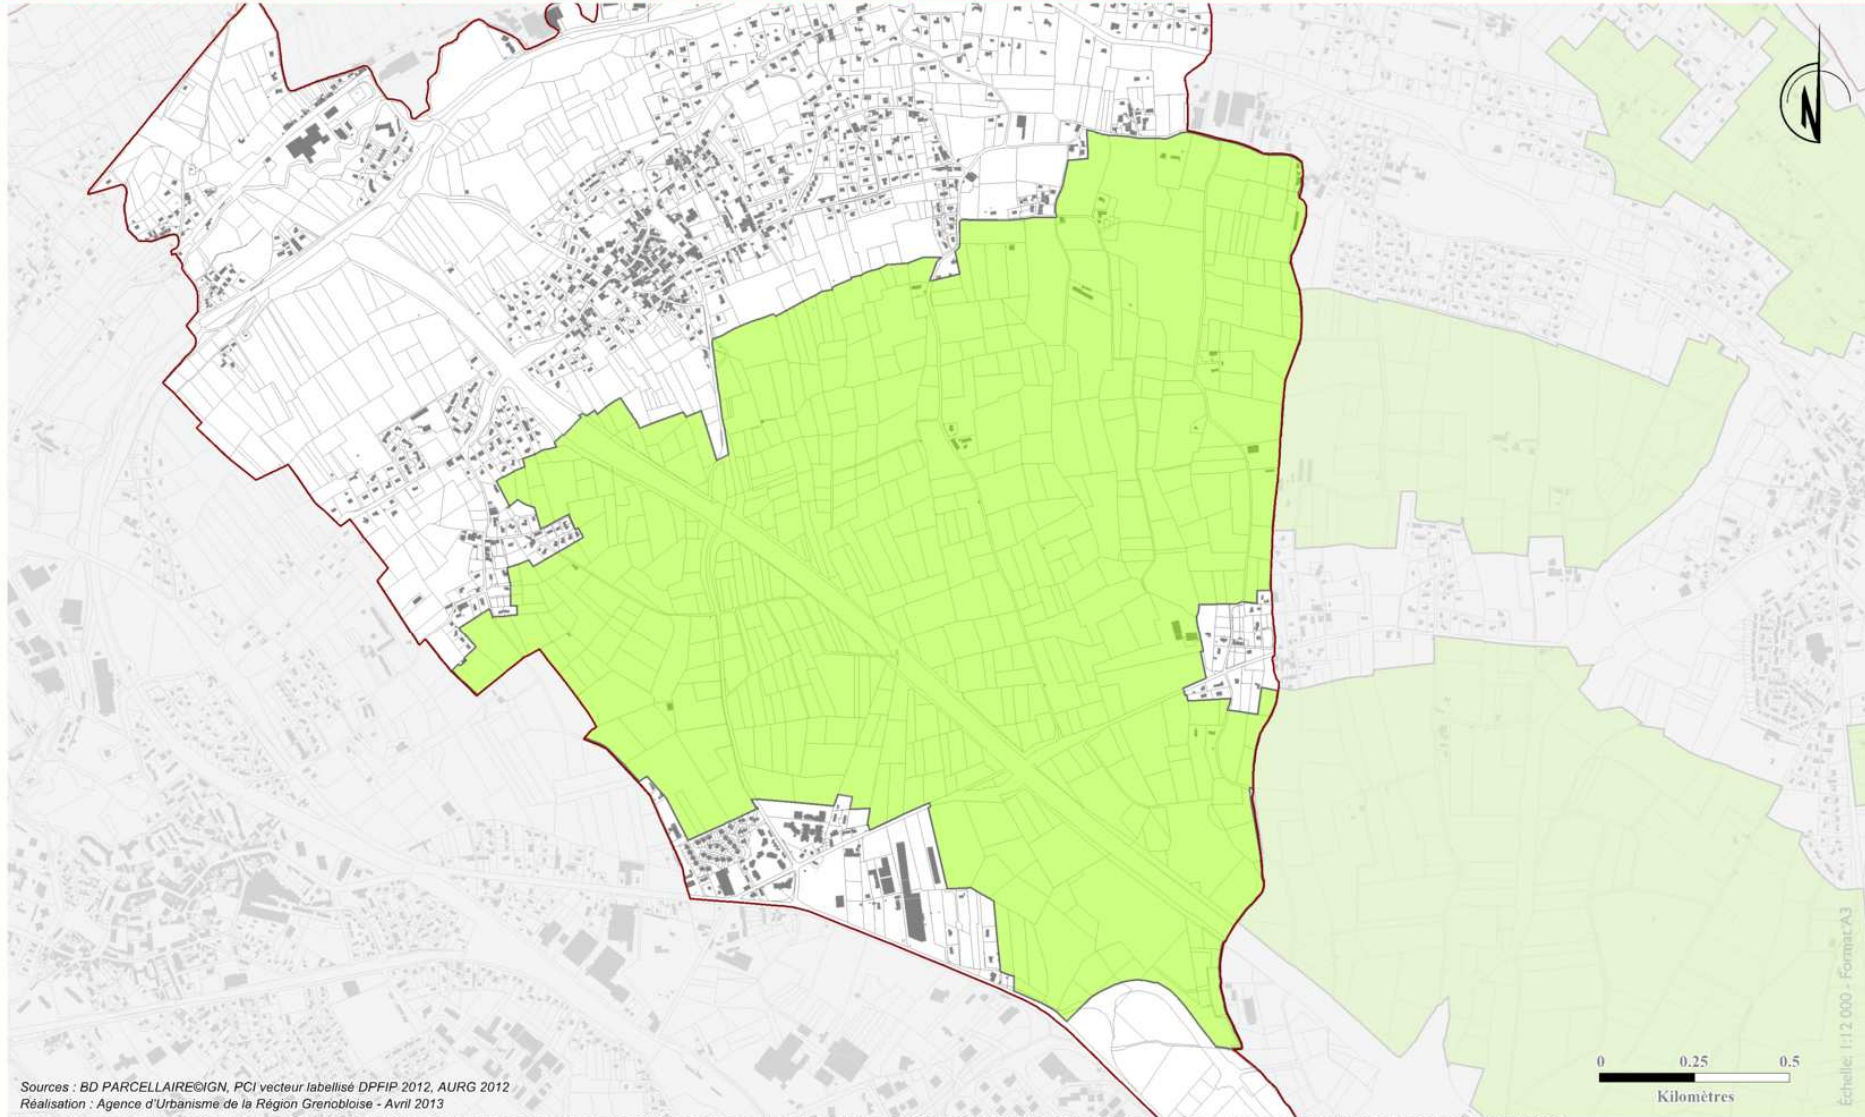 N
0 0.25 0.5
Kilomètres
Échelle: 1:12 000 - Format: A3
Sources : BD PARCELLAIRE©IGN, PCI vecteur labellisé DPFIP 2012, AURG 2012
Réalisation : Agence d'Urbanisme de la Région Grenobloise - Avril 2013